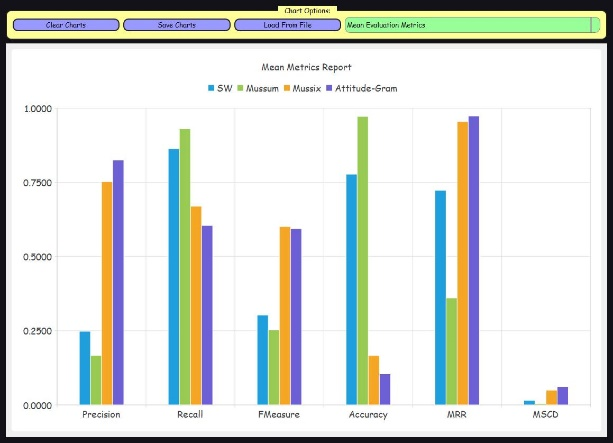 Chart Options:
Clear Charts Save Charts Load From File Mean Evaluation Metrics
Mean Metrics Report
SW Mussum Mussix Attitude-Gram
1.0000
0.7500
0.5000
0.2500
0.0000
Precision Recall FMeasure Accuracy MRR MSCD